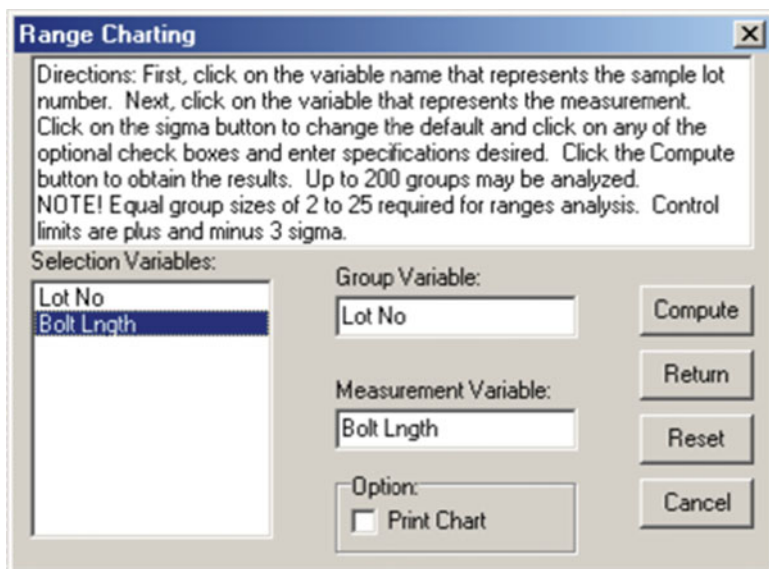 Range Charting
Directions: First, click on the variable name that represents the sample lot
number. Next, click on the variable that represents the measurement.
Click on the sigma button to change the default and click on any of the
optional check boxes and enter specifications desired. Click the Compute
button to obtain the results. Up to 200 groups may be analyzed.
NOTE! Equal group sizes of 2 to 25 required for ranges analysis. Control
limits are plus and minus 3 sigma.
Selection Variables:
Lot No
Bolt Lngth
Group Variable:
Lot No
Measurement Variable:
Bolt Lngth
Option:
Print Chart
Compute
Return
Reset
Cancel